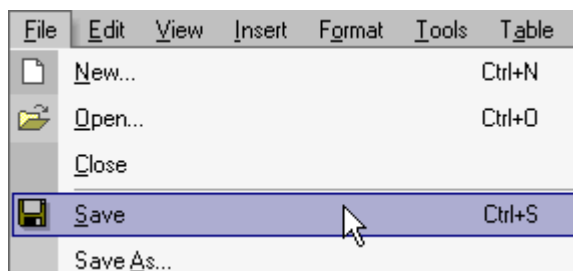 File Edit View Insert Format Tools Table
New... Ctrl+N
Open... Ctrl+O
Close
Save Ctrl+S
Save As...